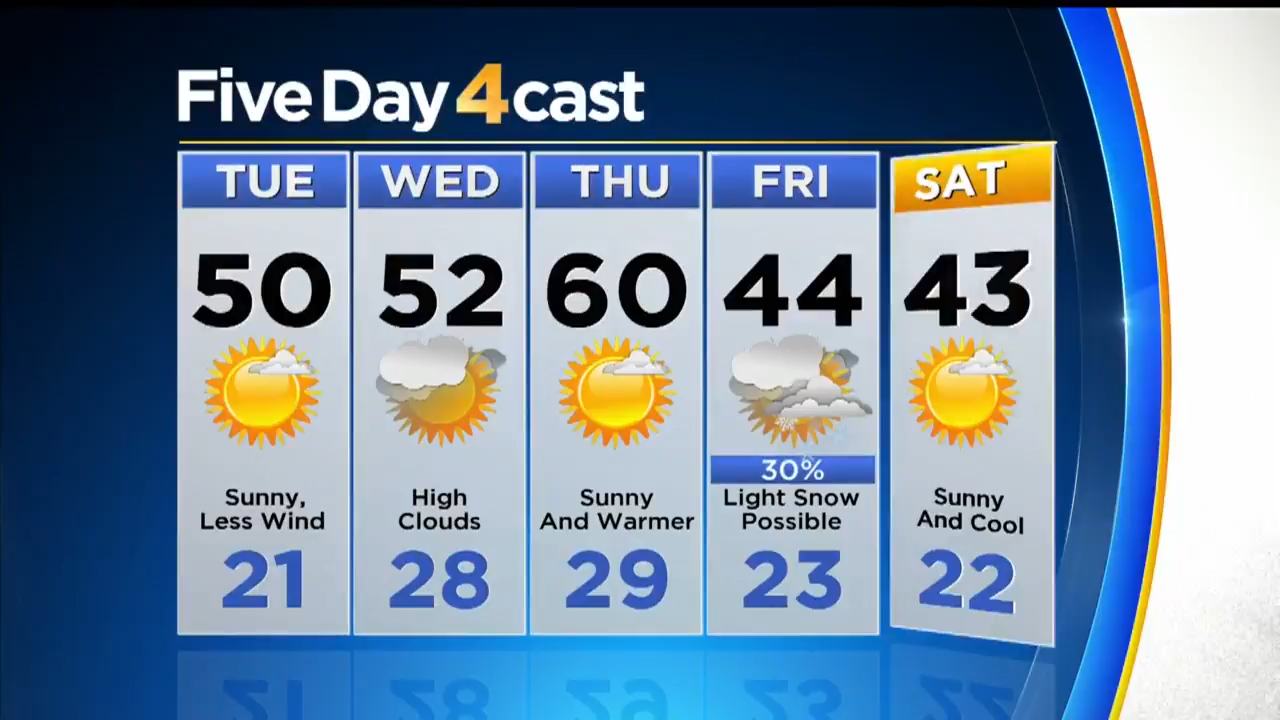 Five Day 4cast
TUE WED THU FRI SAT
50 52 60 44 43
30%
Sunny,
Less Wind
High
Clouds
Sunny
And Warmer
Light Snow
Possible
Sunny
And Cool
21 28 29 23 22